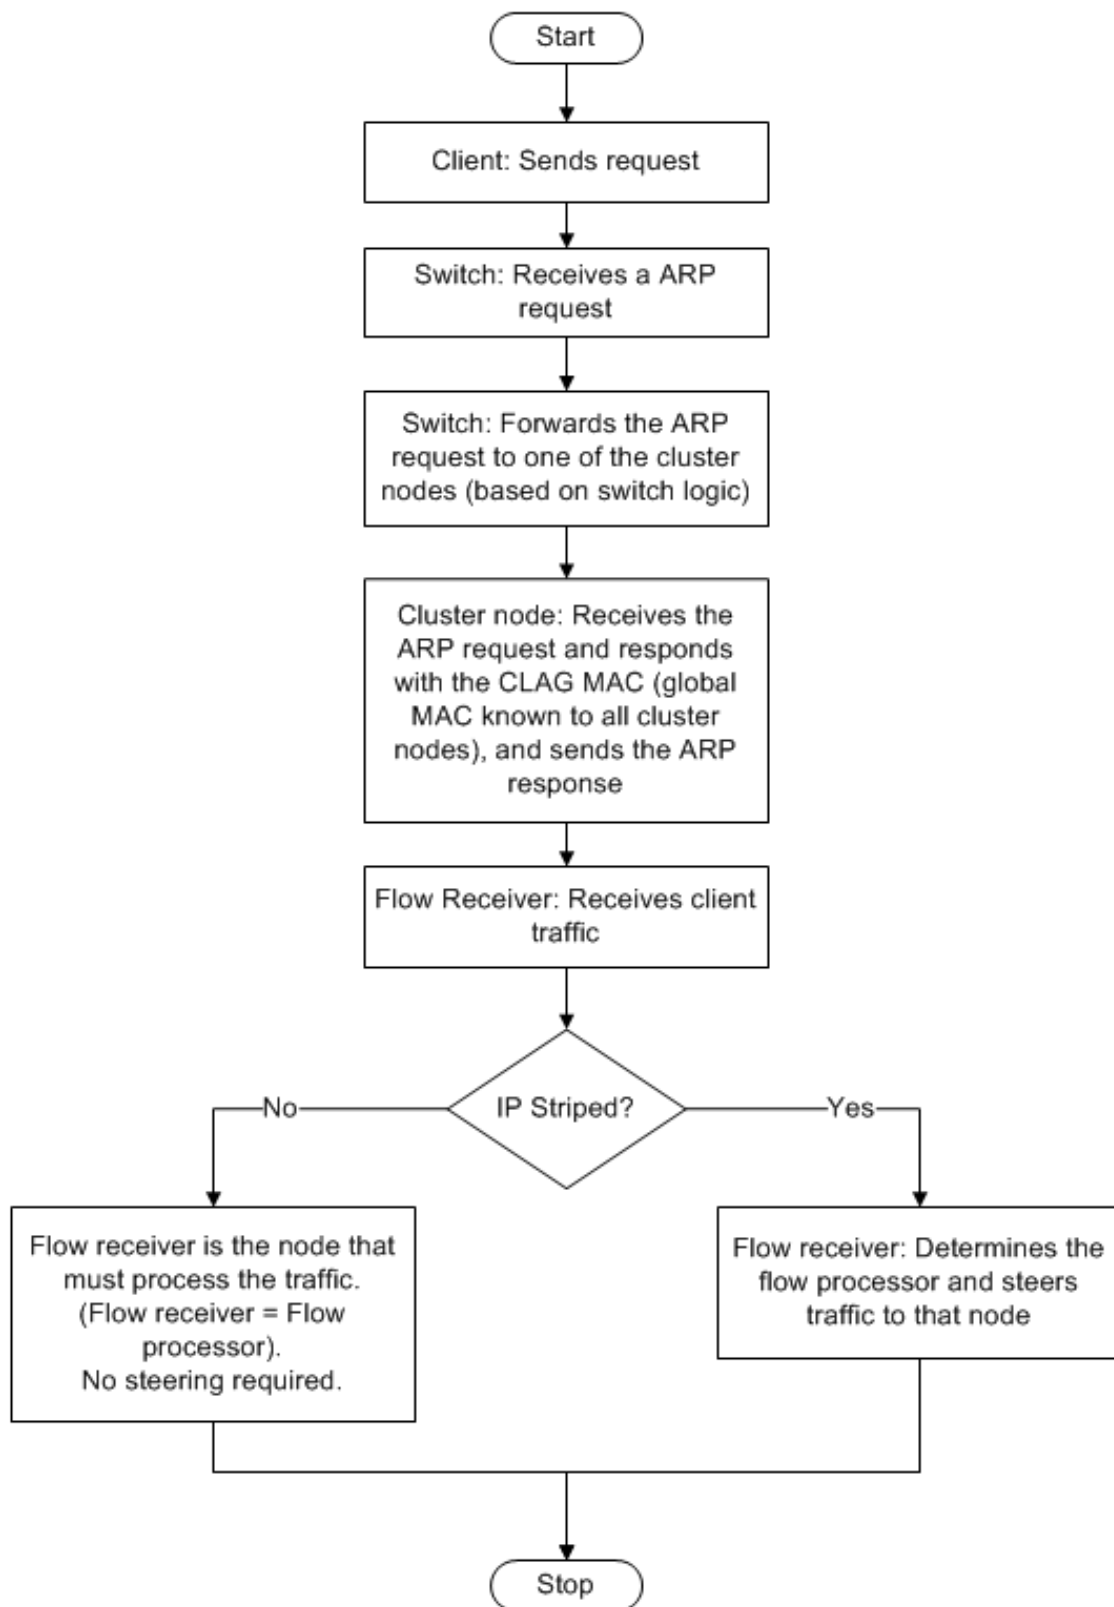 Start
Client: Sends request
Switch: Receives a ARP
request
Switch: Forwards the ARP
request to one of the cluster
nodes (based on switch logic)
Cluster node: Receives the
ARP request and responds
with the CLAG MAC (global
MAC known to all cluster
nodes), and sends the ARP
response
Flow Receiver: Receives client
traffic
IP Striped?
No
Yes
Flow receiver is the node that
must process the traffic.
(Flow receiver = Flow
processor).
No steering required.
Flow receiver: Determines the
flow processor and steers
traffic to that node
Stop